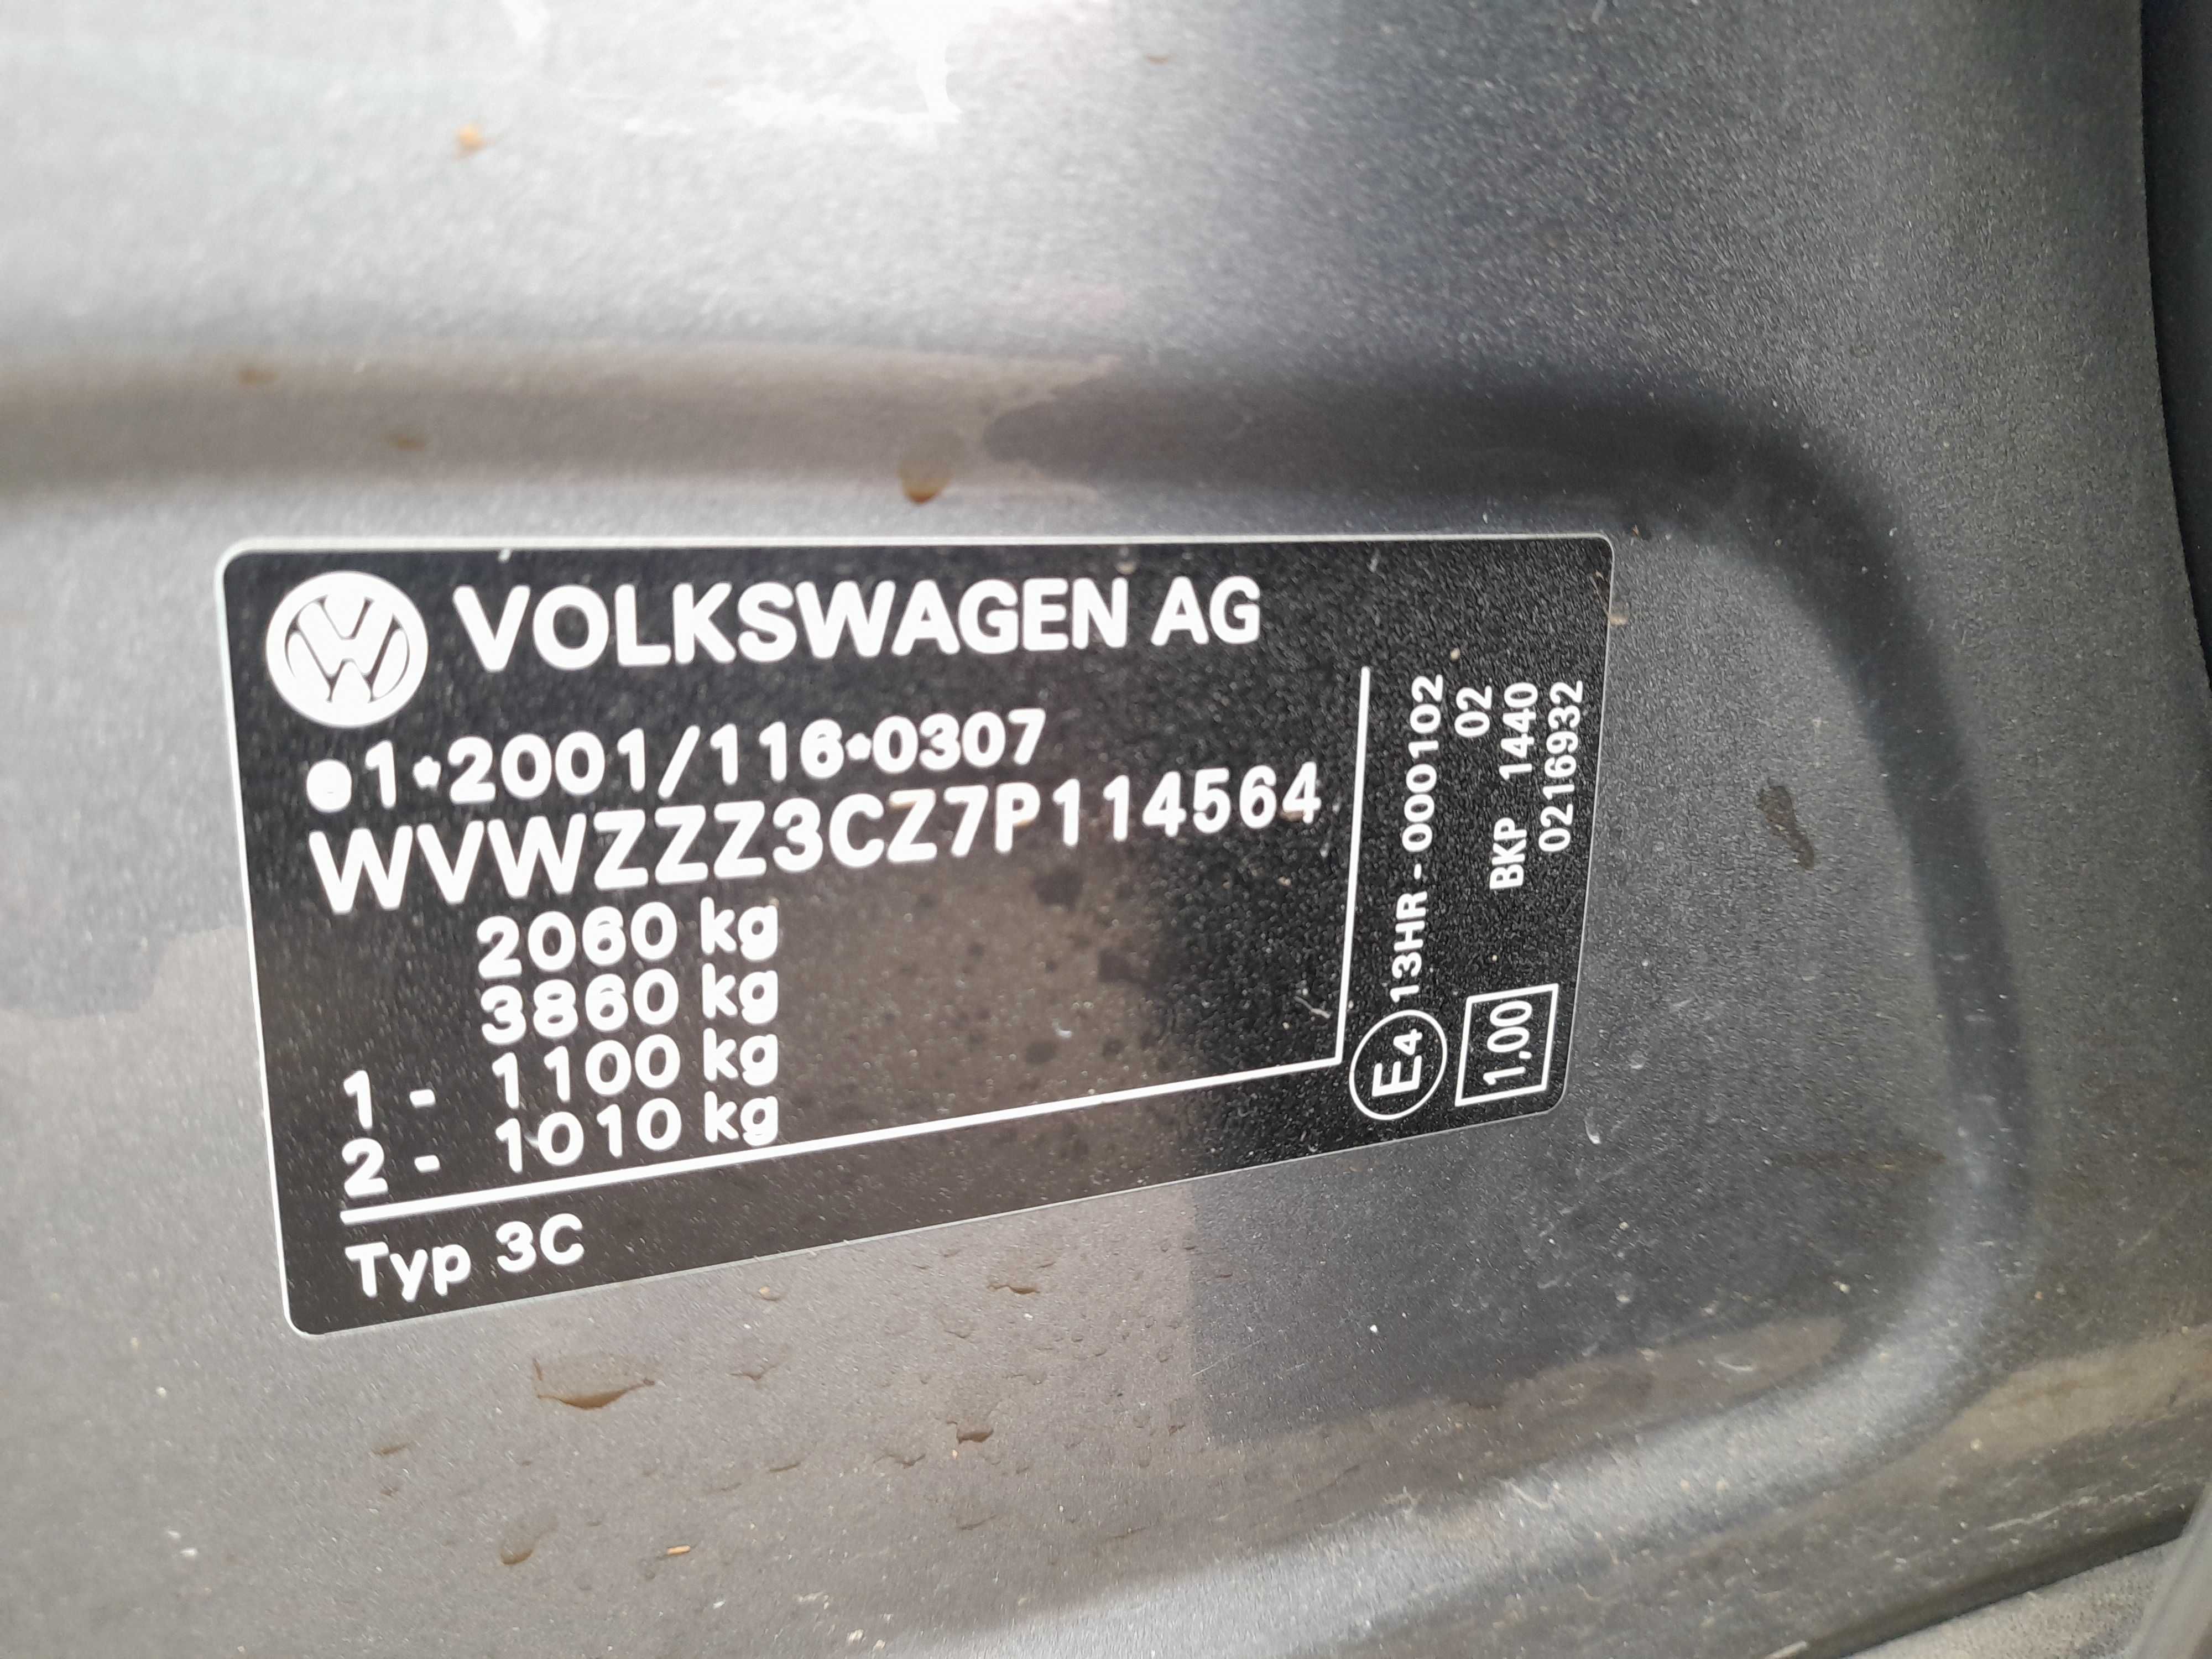 VOLKSWAGEN AG
e1*2001/116*0307
WVWZZZ3CZ7P114564
2060 kg
3860 kg
1 - 1100 kg
2 - 1010 kg
Typ 3C
E4 13HR - 000102
02
1,00 BKP 1440
0216932